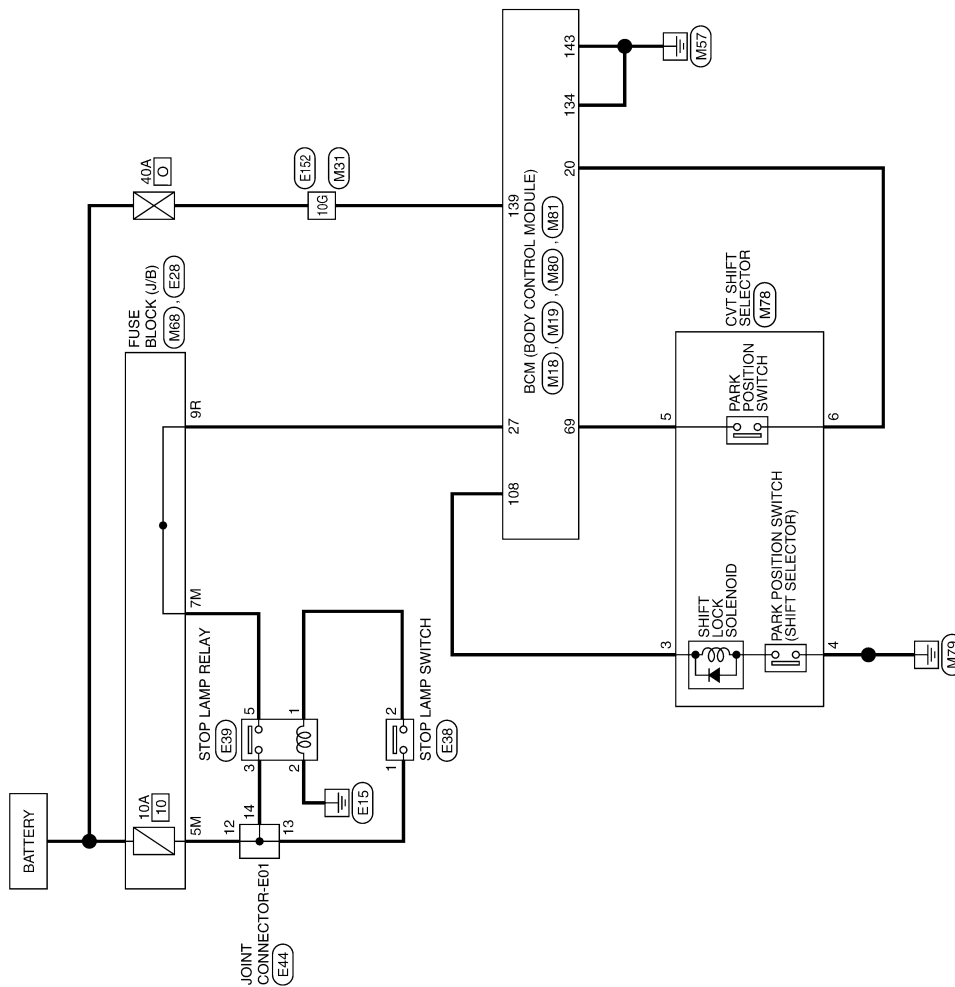 BATTERY
40A
O
E152
10G
M31
FUSE
BLOCK (J/B)
M68 , E28
10A
10
5M
7M
9R
JOINT
CONNECTOR-E01
E44
12
14
13
STOP LAMP RELAY
E39
3
5
2
1
E15
STOP LAMP SWITCH
E38
1
2
108
27
139
BCM (BODY CONTROL MODULE)
M18 , M19 , M80 , M81
69
20
134
143
M57
CVT SHIFT
SELECTOR
M78
3
5
SHIFT
LOCK
SOLENOID
PARK POSITION SWITCH
(SHIFT SELECTOR)
PARK
POSITION
SWITCH
4
6
M79